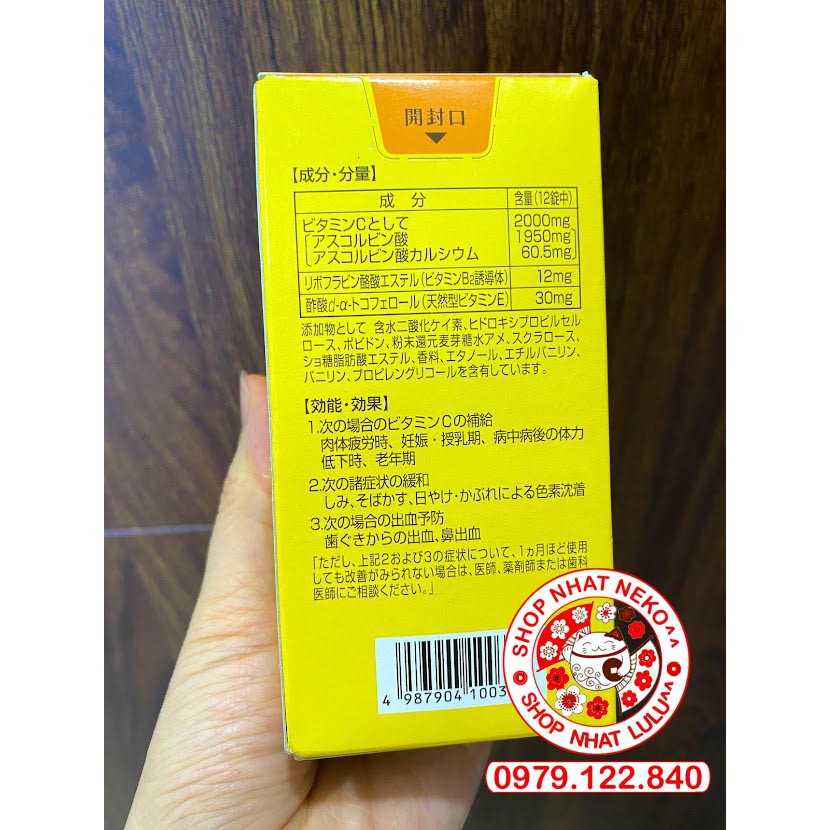 開封口
【成分・分量】
成 分 含量(12錠中)
ビタミンCとして 2000mg
アスコルビン酸 1950mg
アスコルビン酸カルシウム 60.5mg
リボフラビン酪酸エステル(ビタミンB2誘導体) 12mg
酢酸d-α-トコフェロール(天然型ビタミンE) 30mg
添加物として 含水二酸化ケイ素、ヒドロキシプロピルセル
ロース、ポビドン、粉末還元麦芽糖水アメ、スクラロース、
ショ糖脂肪酸エステル、香料、エタノール、エチルバニリン、
バニリン、プロピレングリコールを含有しています。
【効能・効果】
1.次の場合のビタミンCの補給
肉体疲労時、妊娠・授乳期、病中病後の体力
低下時、老年期
2.次の諸症状の緩和
しみ、そばかす、日やけ・かぶれによる色素沈着
3.次の場合の出血予防
歯ぐきからの出血、鼻出血
「ただし、上記2および3の症状について、1ヵ月ほど使用
しても改善がみられない場合は、医師、薬剤師または歯科
医師にご相談ください。」
4 987904 1003
SHOP NHAT NEKO^^
SHOP NHAT LULU^^
0979.122.840